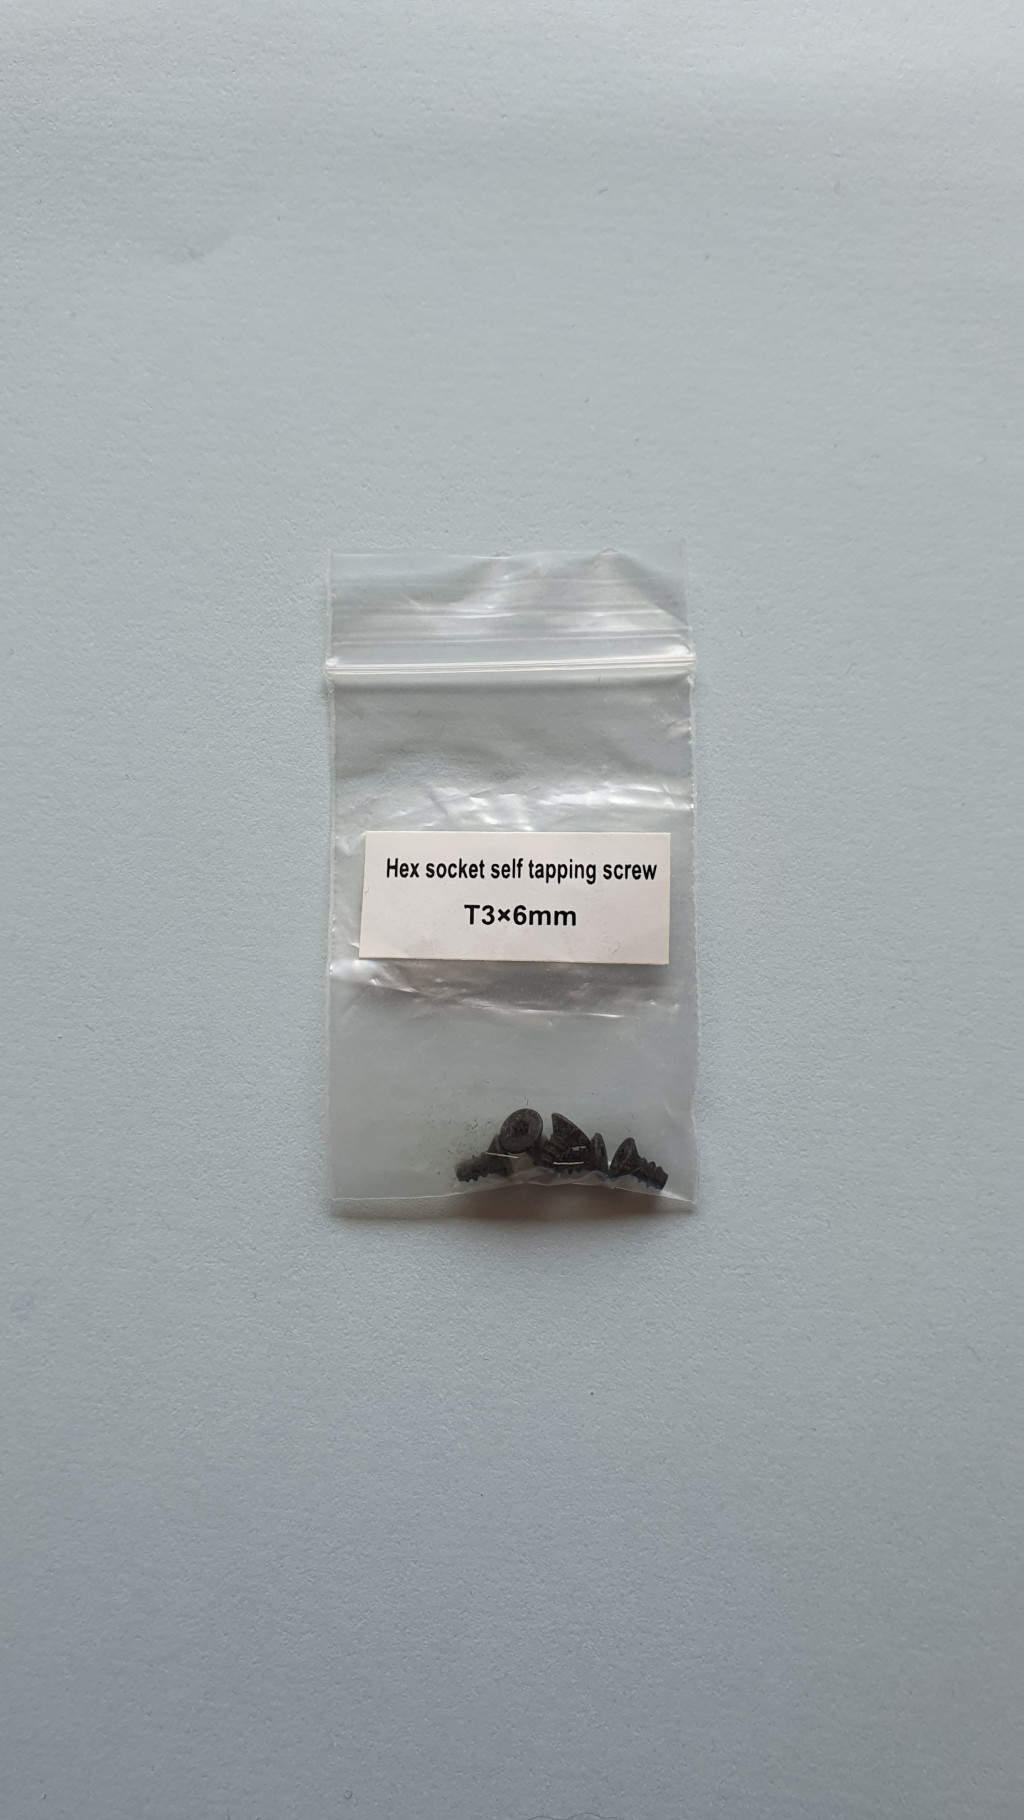 Hex socket self tapping screw
T3×6mm